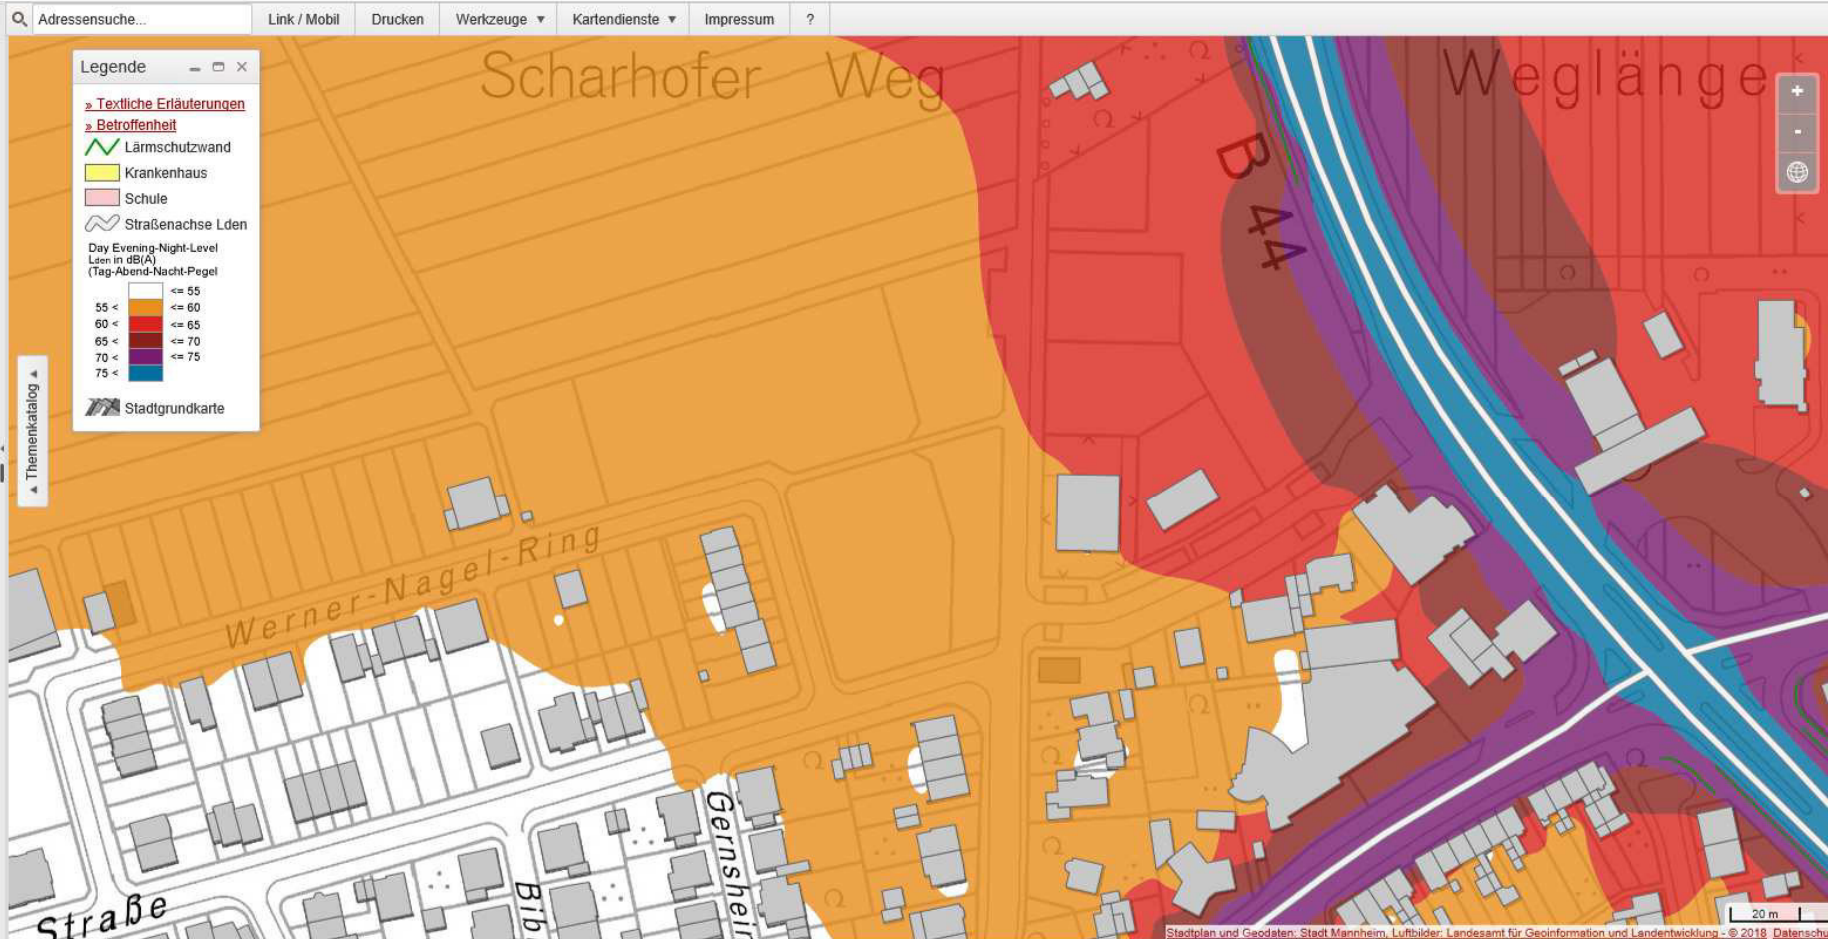 Adressensuche... Link / Mobil Drucken Werkzeuge ▼ Kartendienste ▼ Impressum ?
Scharhofer Weg
Weglänge
Legende
» Textliche Erläuterungen
» Betroffenheit
Lärmschutzwand
Krankenhaus
Schule
Straßenachse Lden
Day Evening-Night-Level
Lden in dB(A)
(Tag-Abend-Nacht-Pegel
<= 55
55 < <= 60
60 < <= 65
65 < <= 70
70 < <= 75
75 <
Stadtgrundkarte
Themenkatalog
+
-
B 44
Werner-Nagel-Ring
Gernshei
Bib
Straße
20 m
Stadtplan und Geodaten: Stadt Mannheim, Luftbilder: Landesamt für Geoinformation und Landentwicklung - © 2018 Datenschu